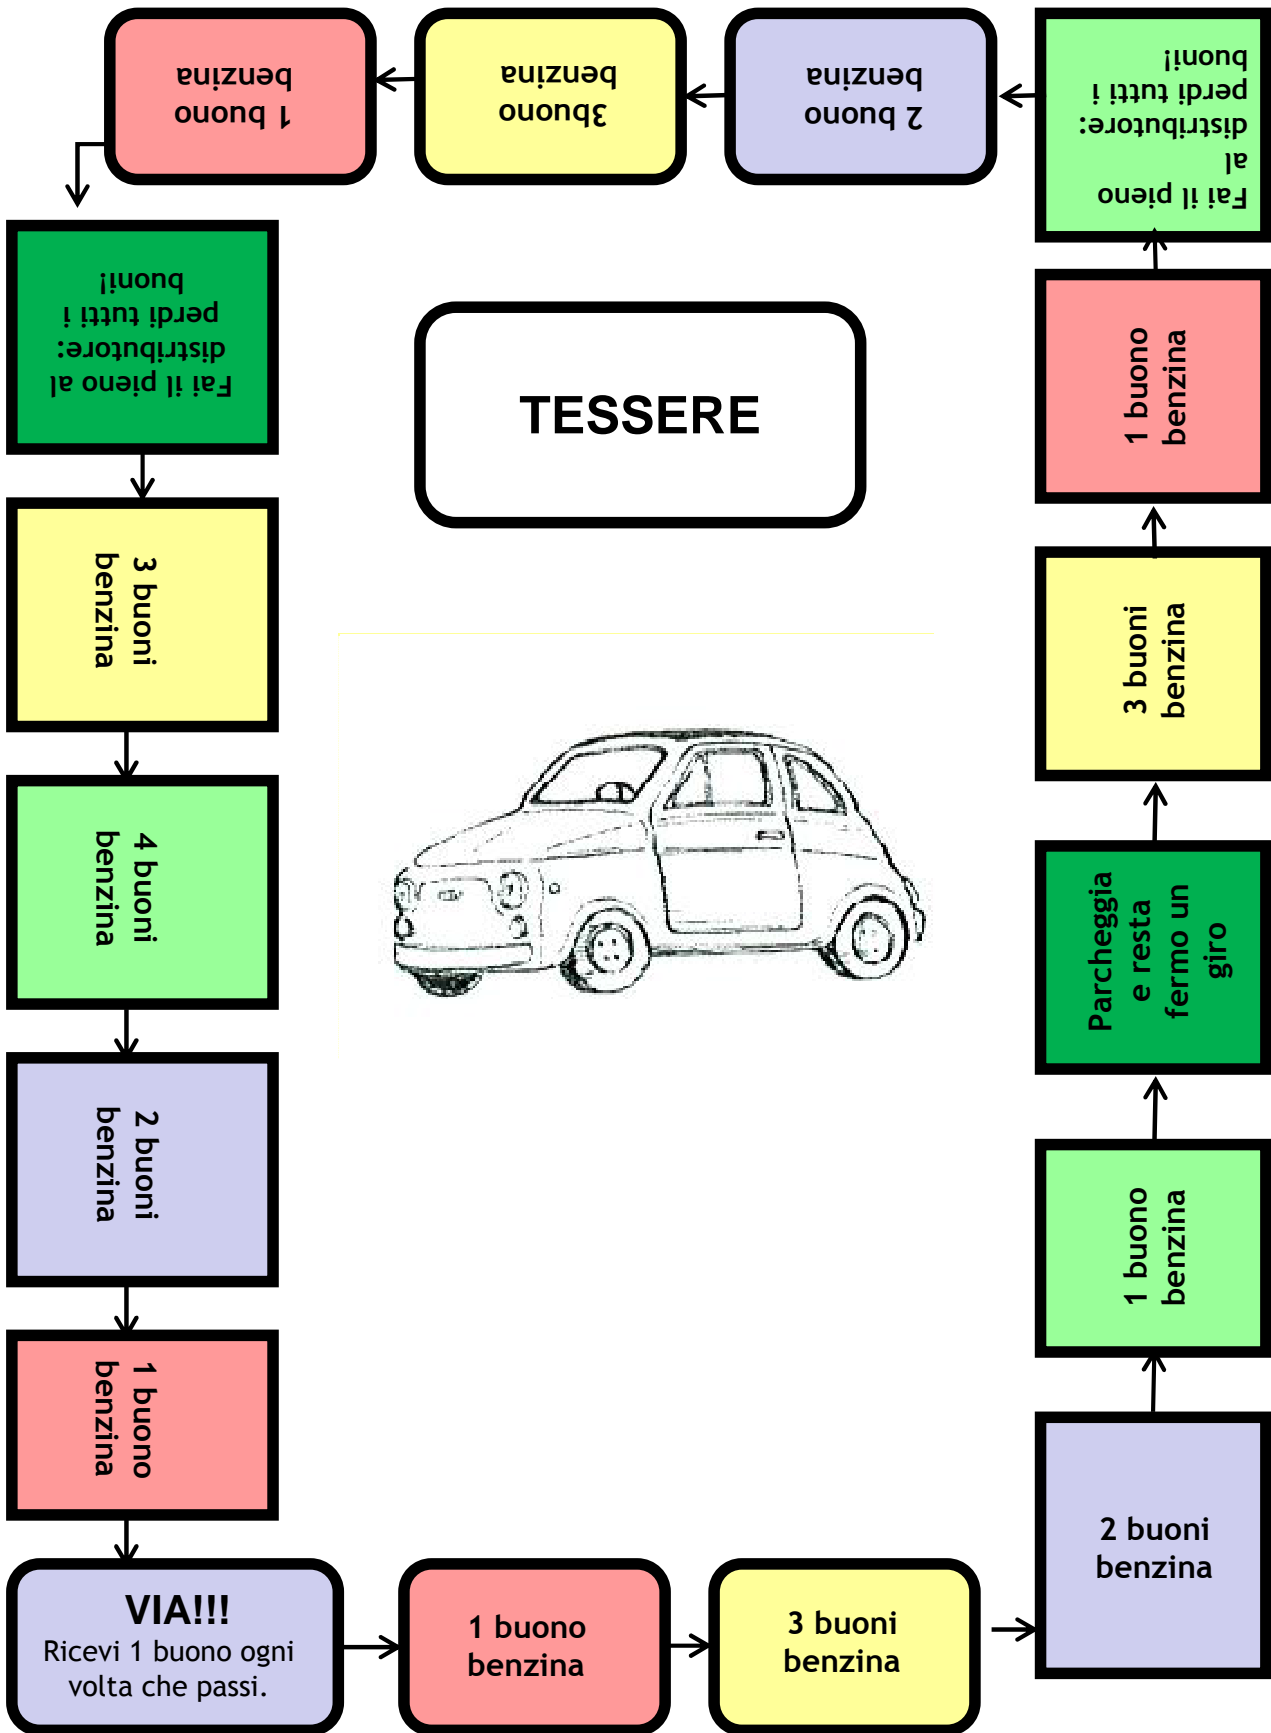 VIA!!!
Ricevi 1 buono ogni
volta che passi.
1 buono
benzina
3 buoni
benzina
2 buoni
benzina
1 buono
benzina
Parcheggia
e resta
fermo un
giro
3 buoni
benzina
1 buono
benzina
Fai il pieno
al
distributore:
perdi tutti i
buoni!
2 buono
benzina
3buono
benzina
1 buono
benzina
Fai il pieno al
distributore:
perdi tutti i
buoni!
3 buoni
benzina
4 buoni
benzina
2 buoni
benzina
1 buono
benzina
TESSERE